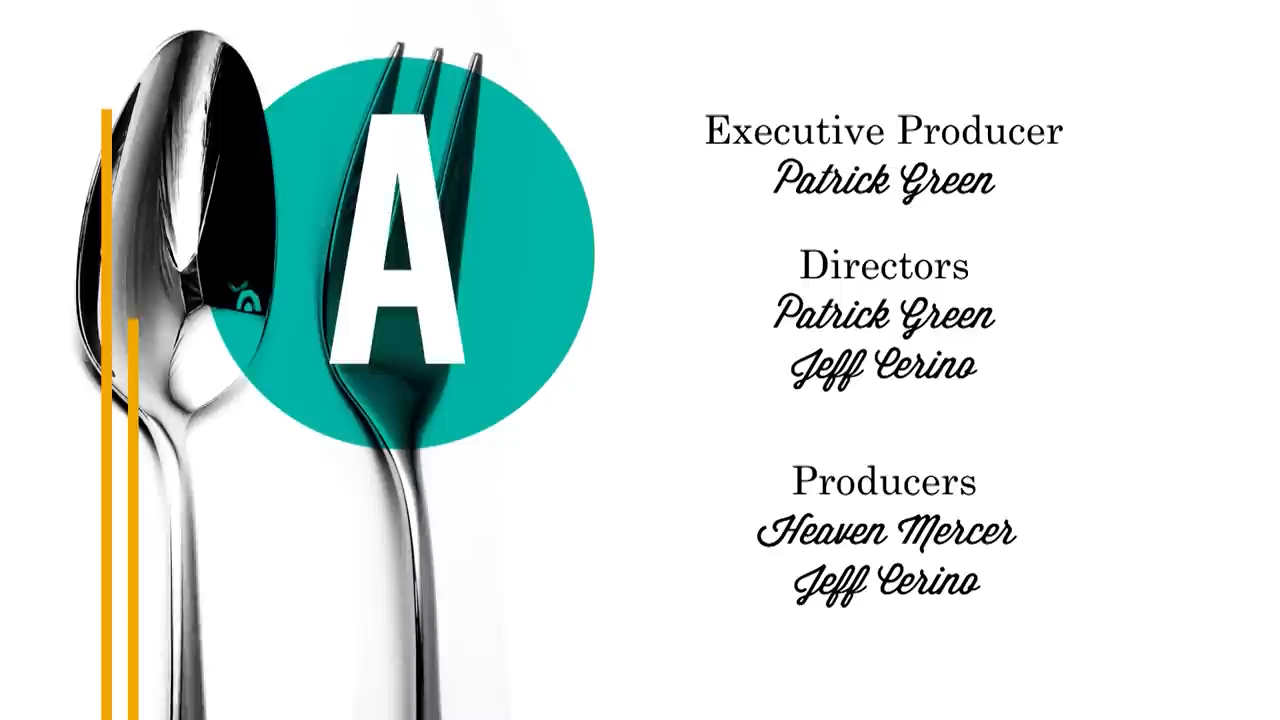 A
Executive Producer
Patrick Green
Directors
Patrick Green
Jeff Cerino
Producers
Heaven Mercer
Jeff Cerino